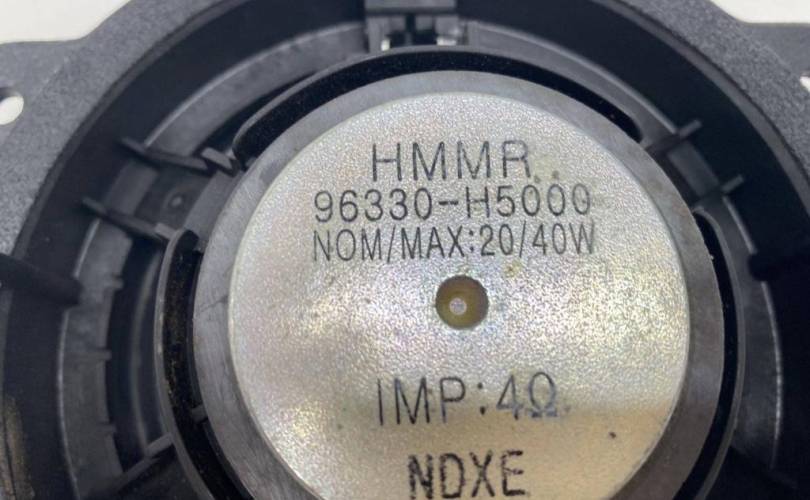 HMMR
96330-H5000
NOM/MAX:20/40W
IMP:4Ω
NDXE